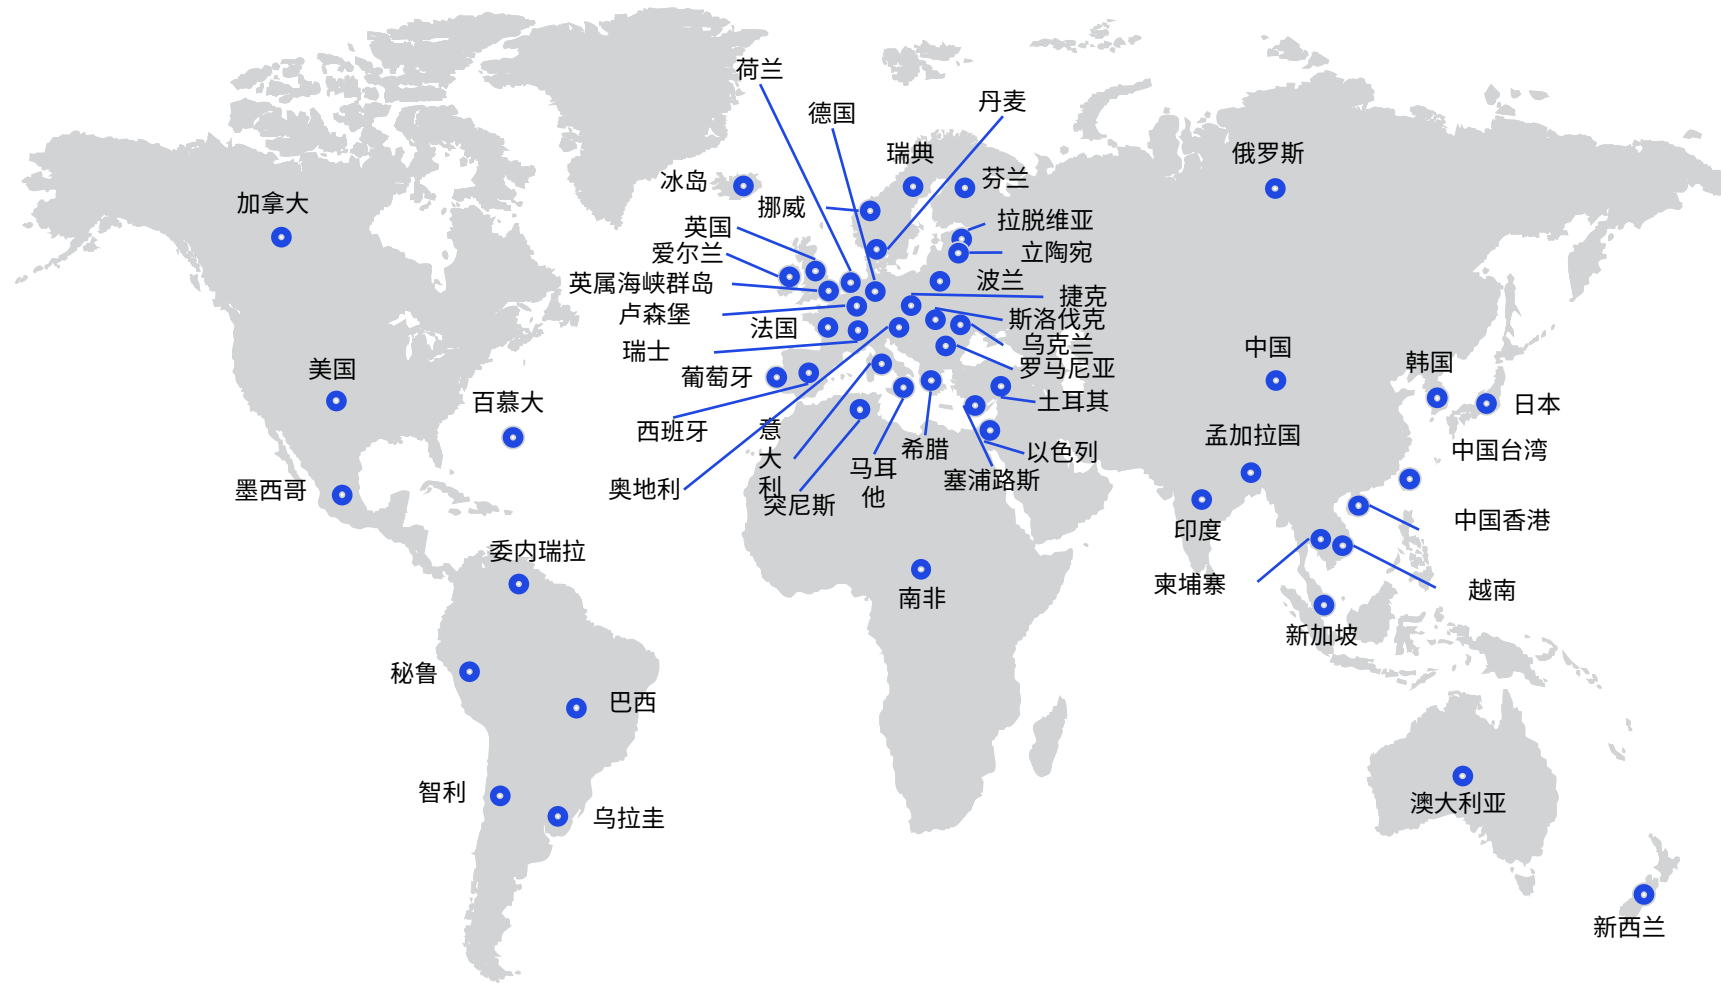 荷兰
德国
丹麦
瑞典
俄罗斯
冰岛
芬兰
加拿大
挪威
拉脱维亚
英国
爱尔兰
立陶宛
英属海峡群岛
波兰
捷克
卢森堡
法国
斯洛伐克
瑞士
乌克兰
中国
韩国
美国
葡萄牙
罗马尼亚
百慕大
土耳其
日本
西班牙
意
大
利
希腊
孟加拉国
以色列
中国台湾
墨西哥
奥地利
突尼斯
马耳
他
塞浦路斯
印度
中国香港
委内瑞拉
南非
柬埔寨
越南
新加坡
秘鲁
巴西
智利
乌拉圭
澳大利亚
新西兰